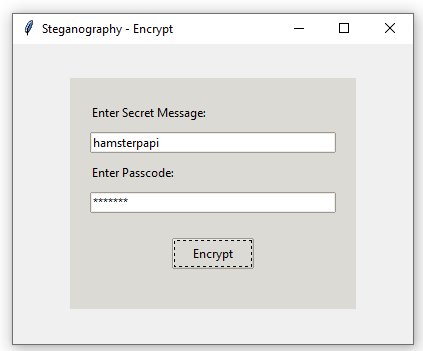 Steganography - Encrypt
Enter Secret Message:
hamsterpapi
Enter Passcode:
*******
Encrypt